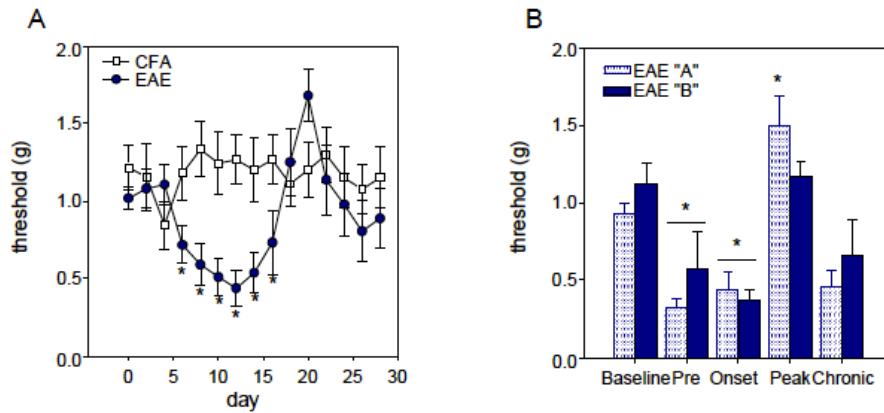 A
2.0
CFA
EAE
1.5
threshold (g)
1.0
0.5
* * * * * *
0.0
0 5 10 15 20 25 30
day
B
2.0
EAE "A"
EAE "B"
*
1.5
threshold (g)
1.0
*
*
0.5
0.0
Baseline Pre Onset Peak Chronic